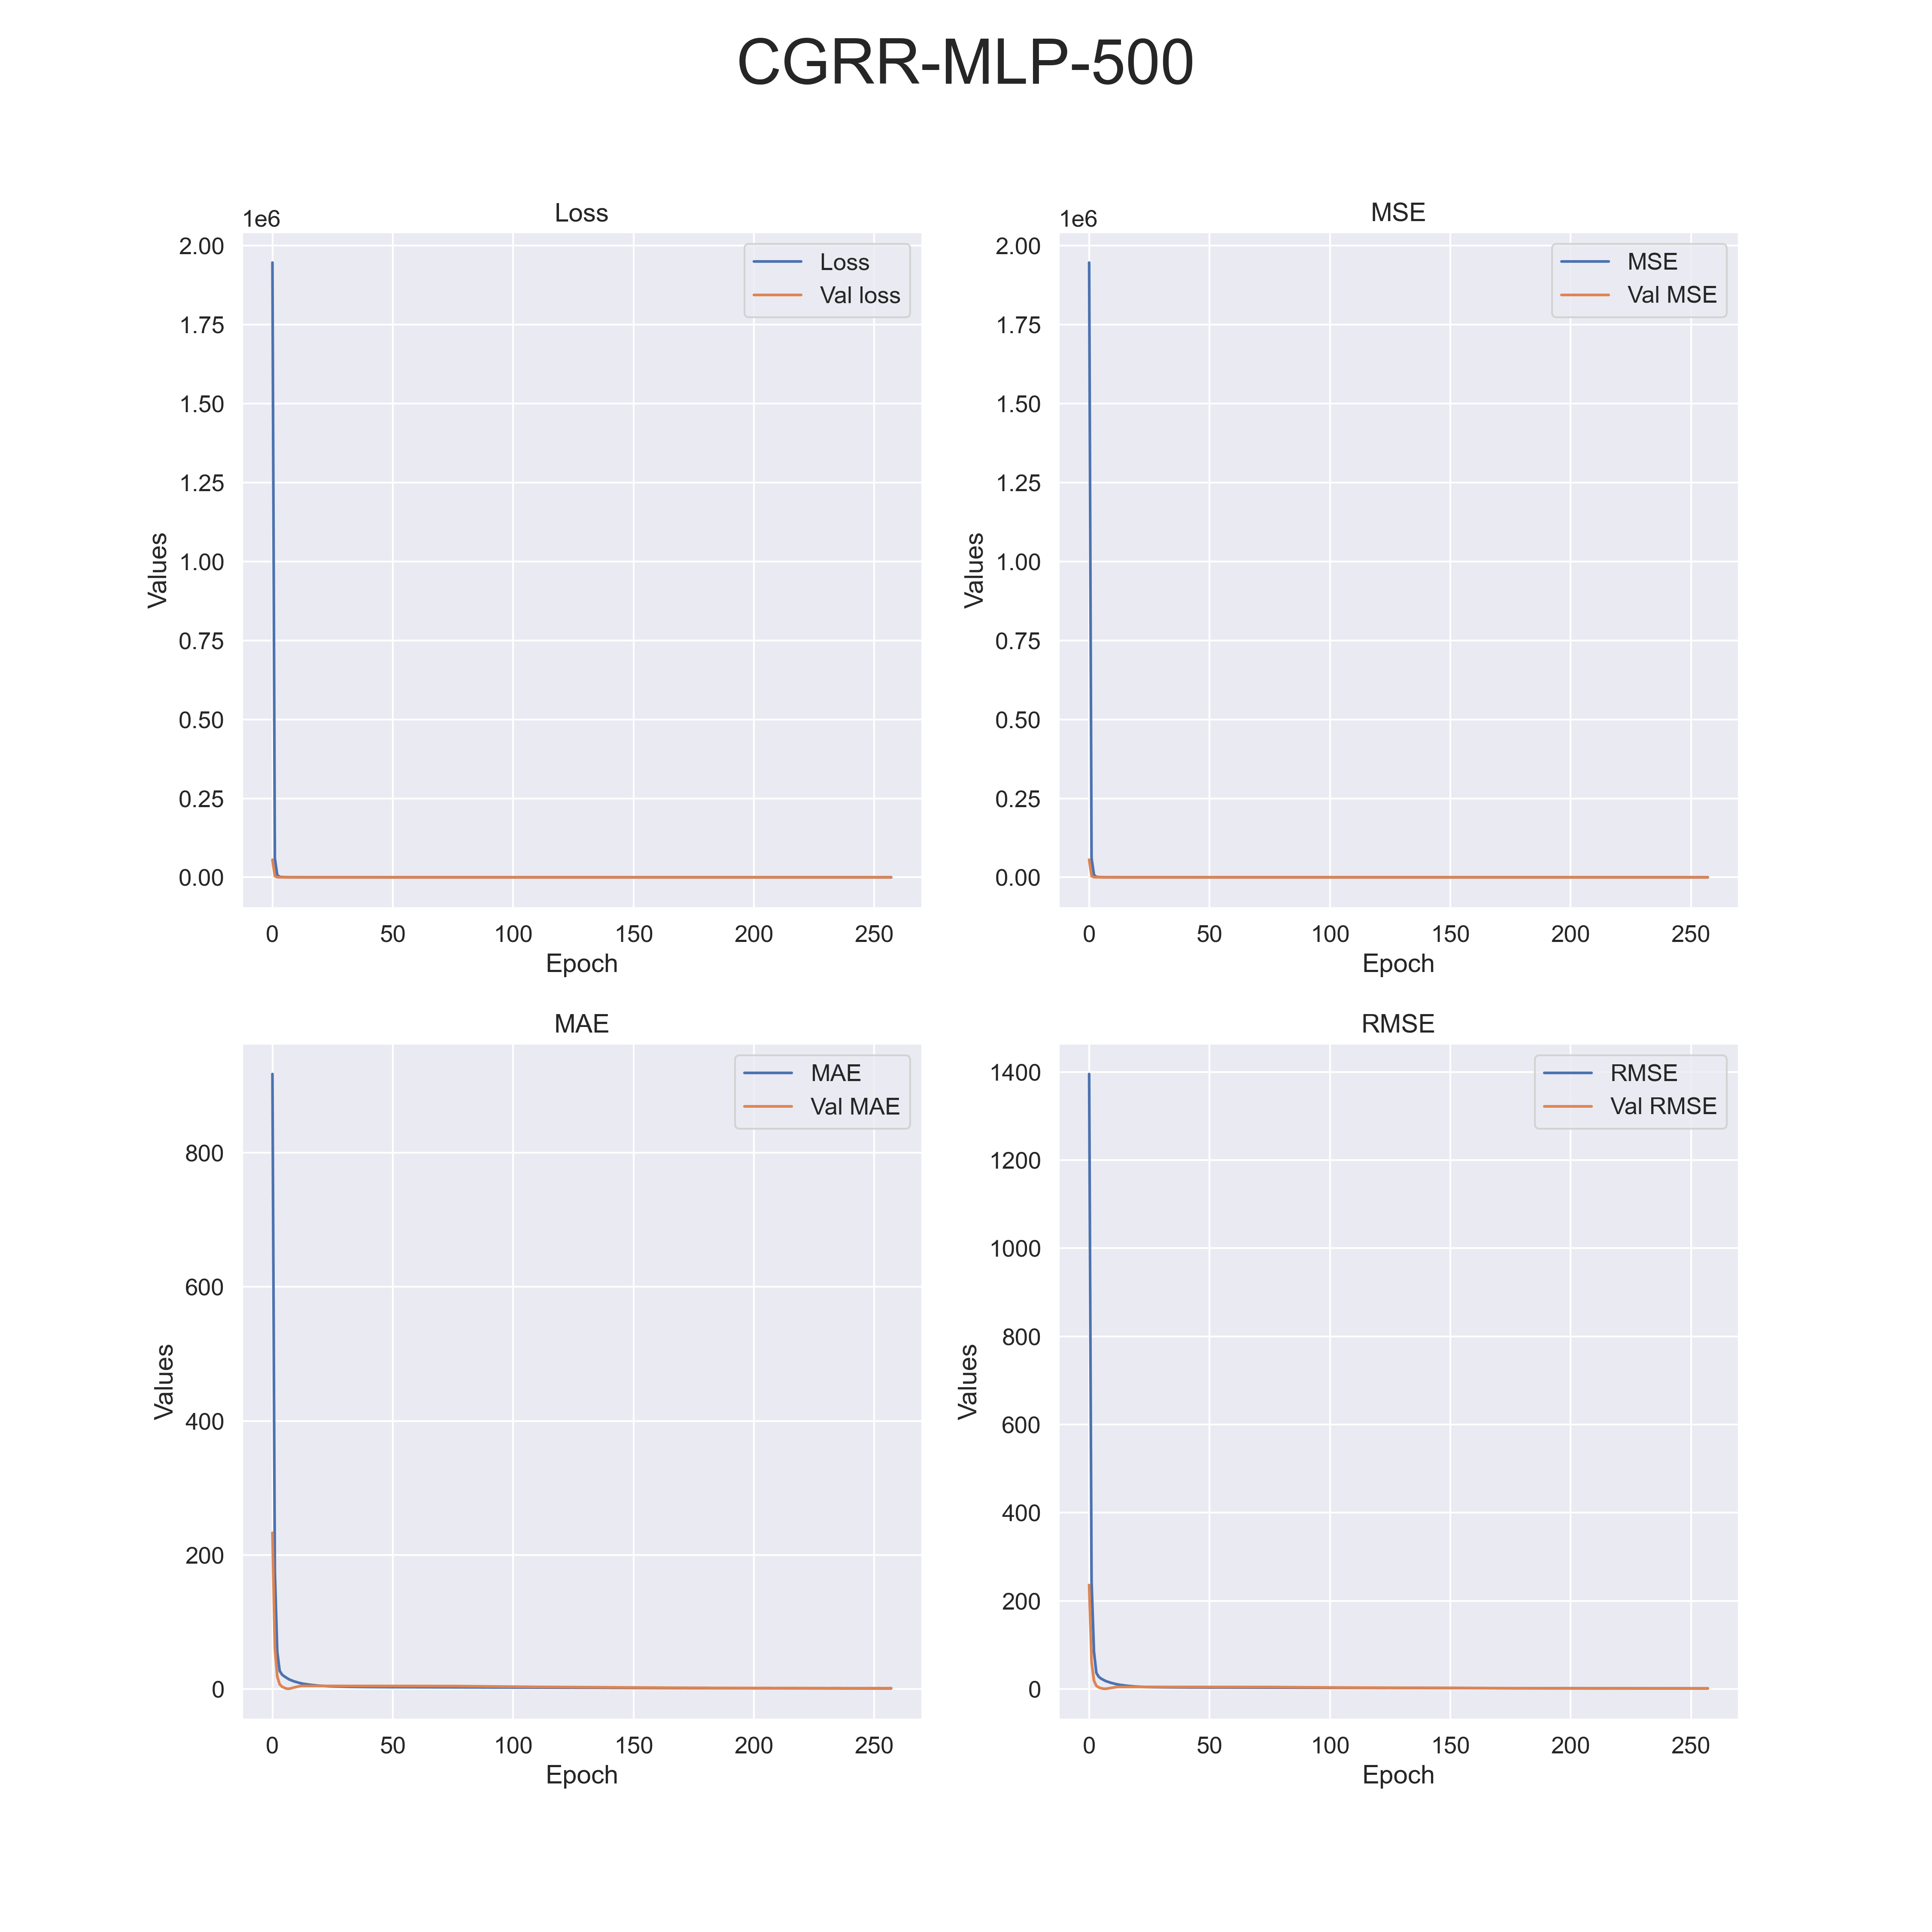 CGRR-MLP-500
Loss
1e6
2.00
1.75
1.50
1.25
1.00
0.75
0.50
0.25
0.00
Values
0 50 100 150 200 250
Epoch
Loss
Val loss
MSE
1e6
2.00
1.75
1.50
1.25
1.00
0.75
0.50
0.25
0.00
Values
0 50 100 150 200 250
Epoch
MSE
Val MSE
MAE
800
600
400
200
0
Values
0 50 100 150 200 250
Epoch
MAE
Val MAE
RMSE
1400
1200
1000
800
600
400
200
0
Values
0 50 100 150 200 250
Epoch
RMSE
Val RMSE